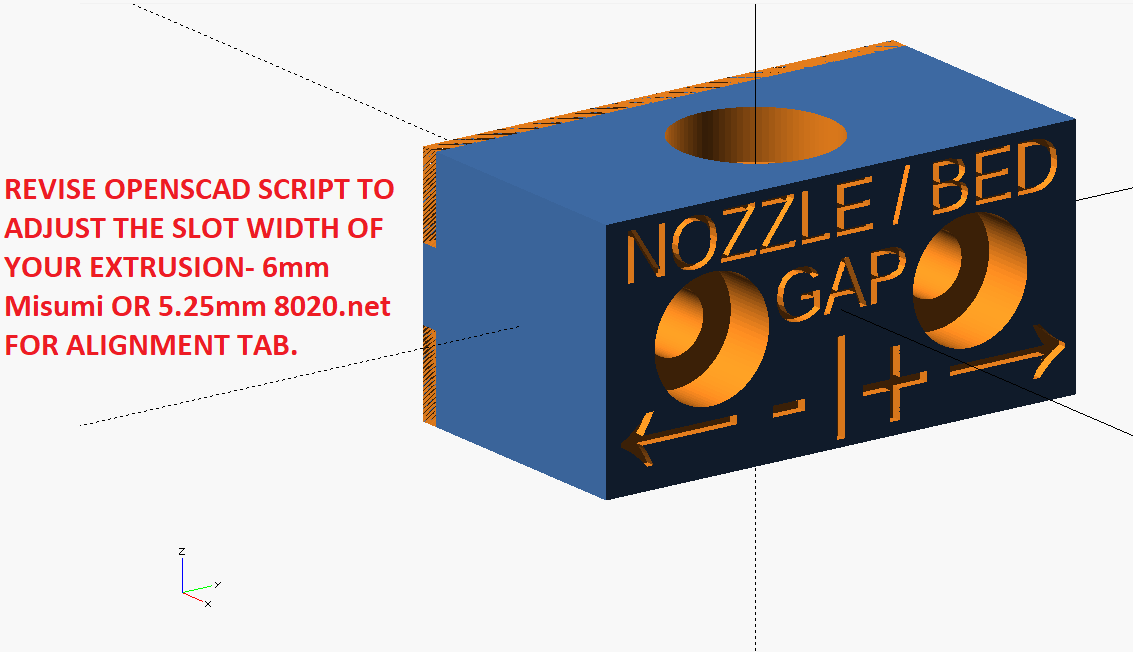 REVISE OPENSCAD SCRIPT TO
ADJUST THE SLOT WIDTH OF
YOUR EXTRUSION- 6mm
Misumi OR 5.25mm 8020.net
FOR ALIGNMENT TAB.
NOZZLE / BED
GAP
← - | + →
Z
Y
X